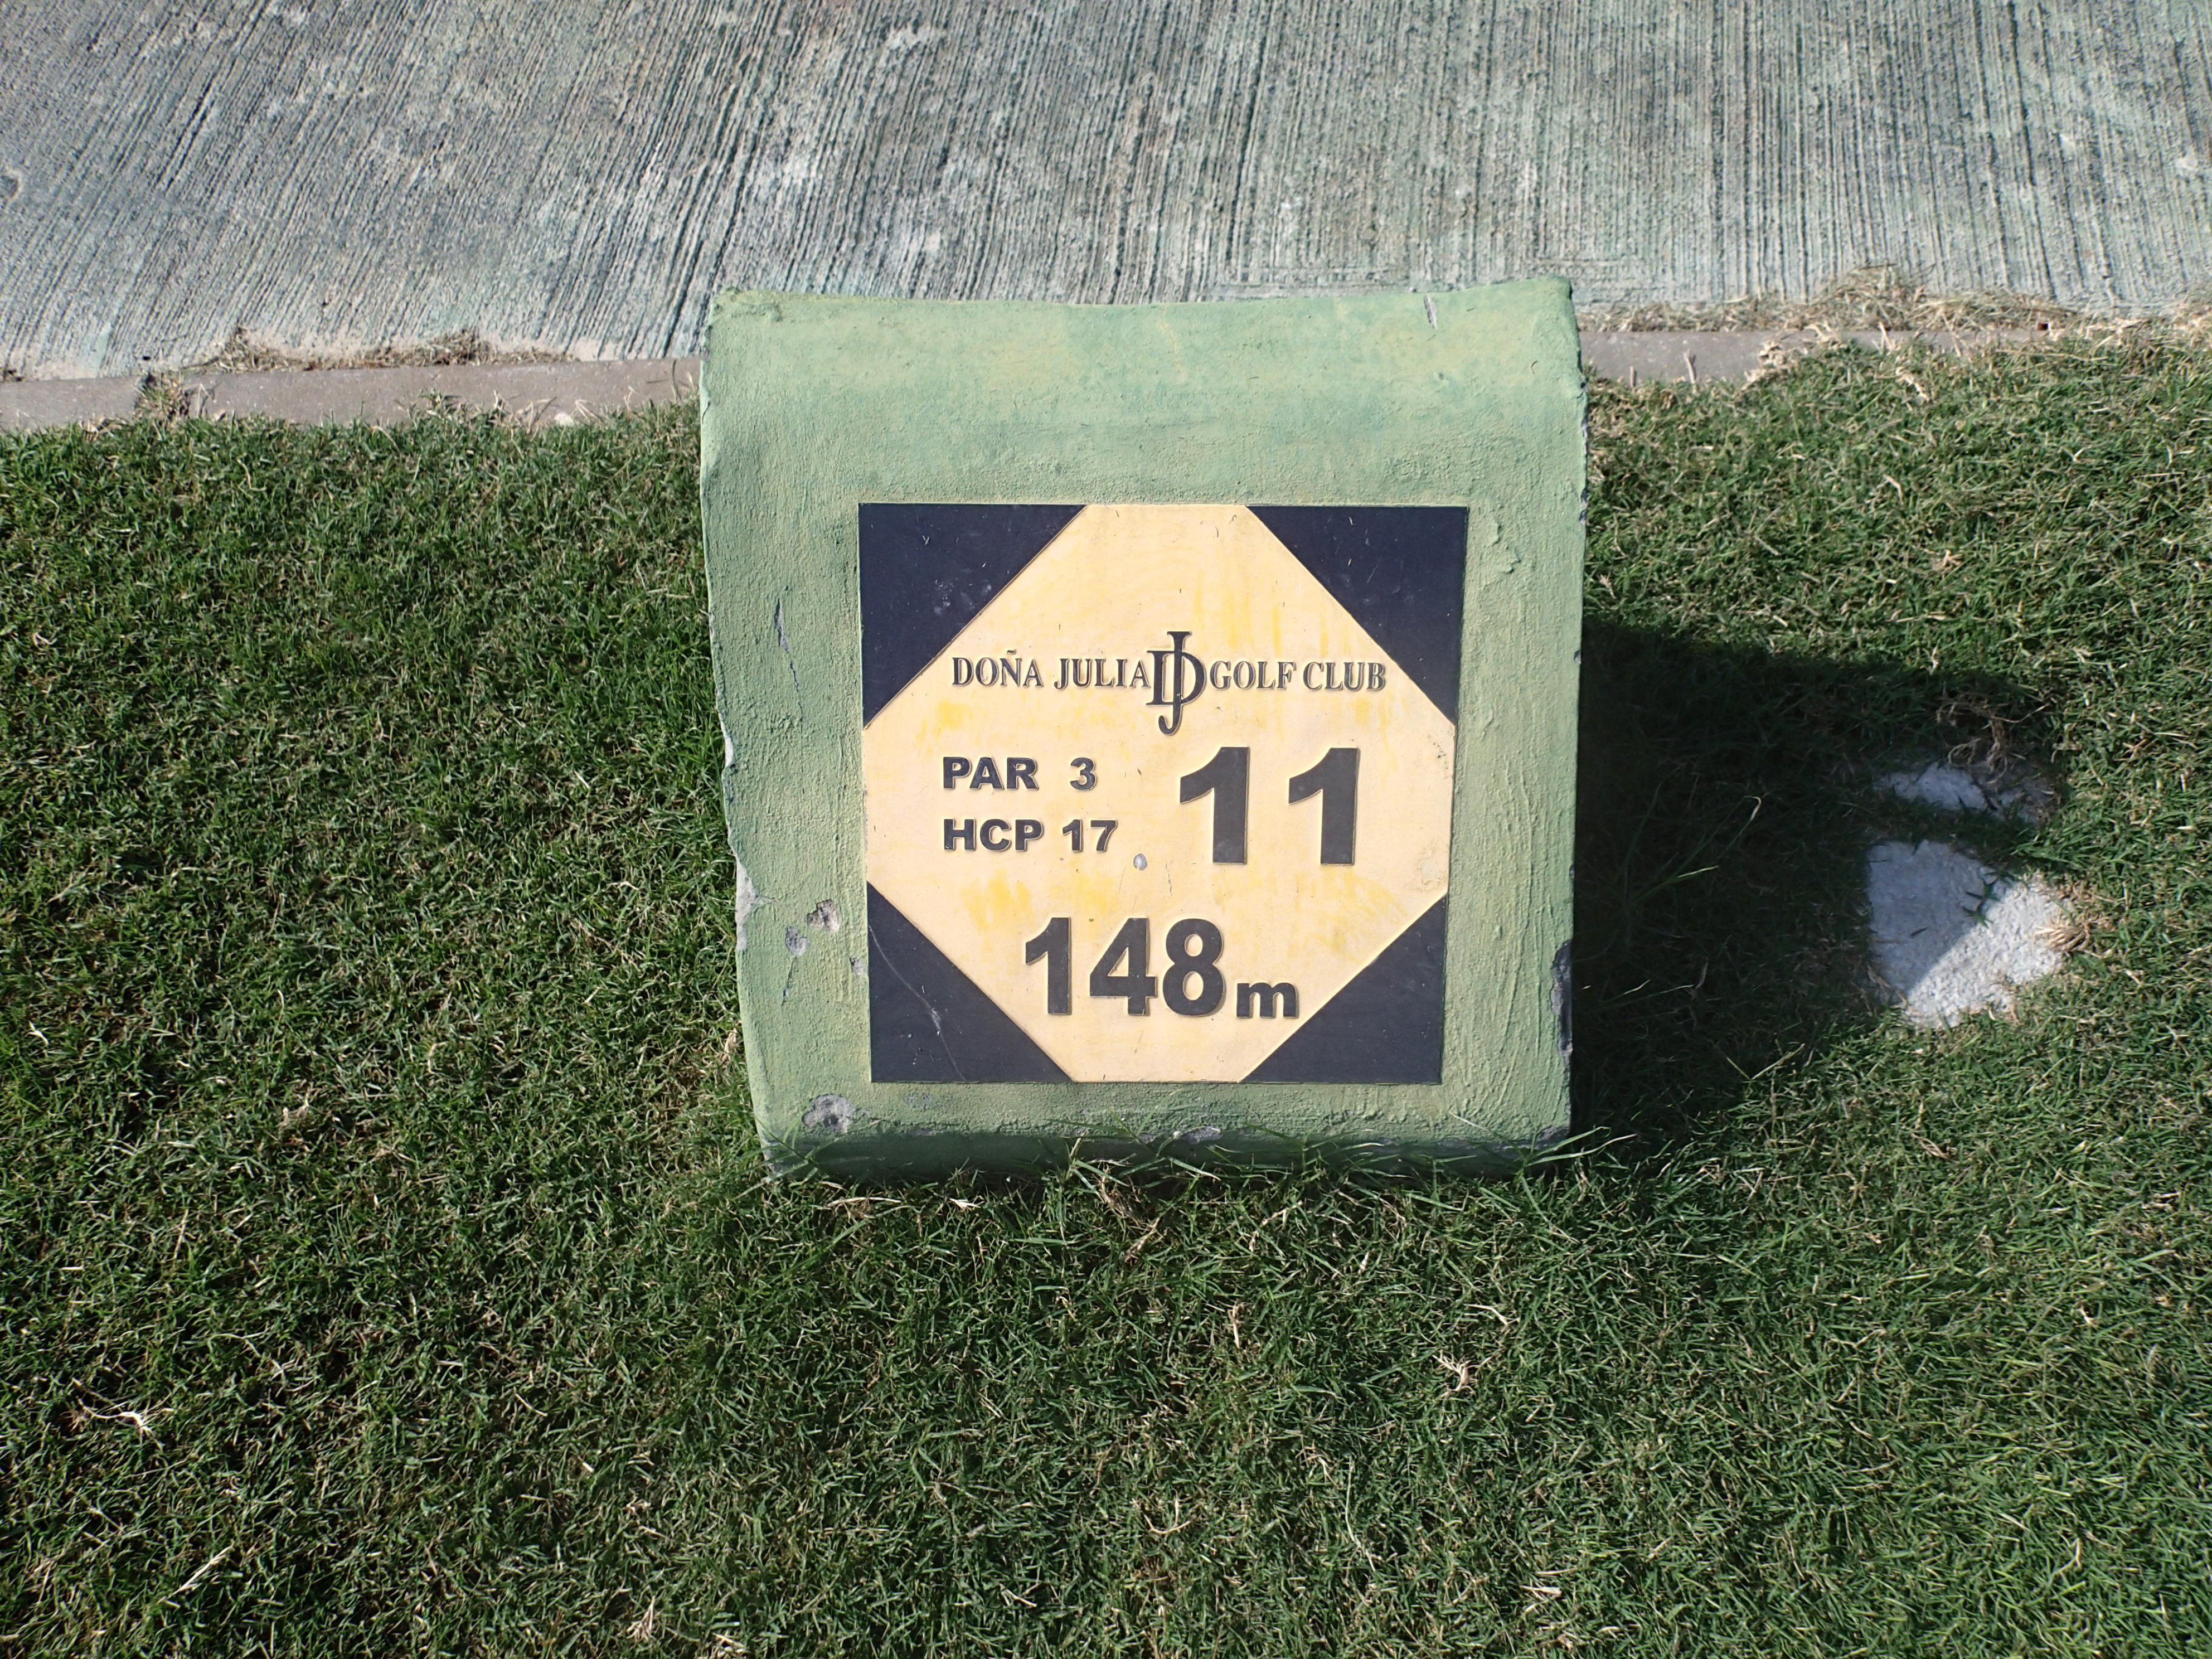 DOÑA JULIA DJ GOLF CLUB
PAR 3
HCP 17
11
148m